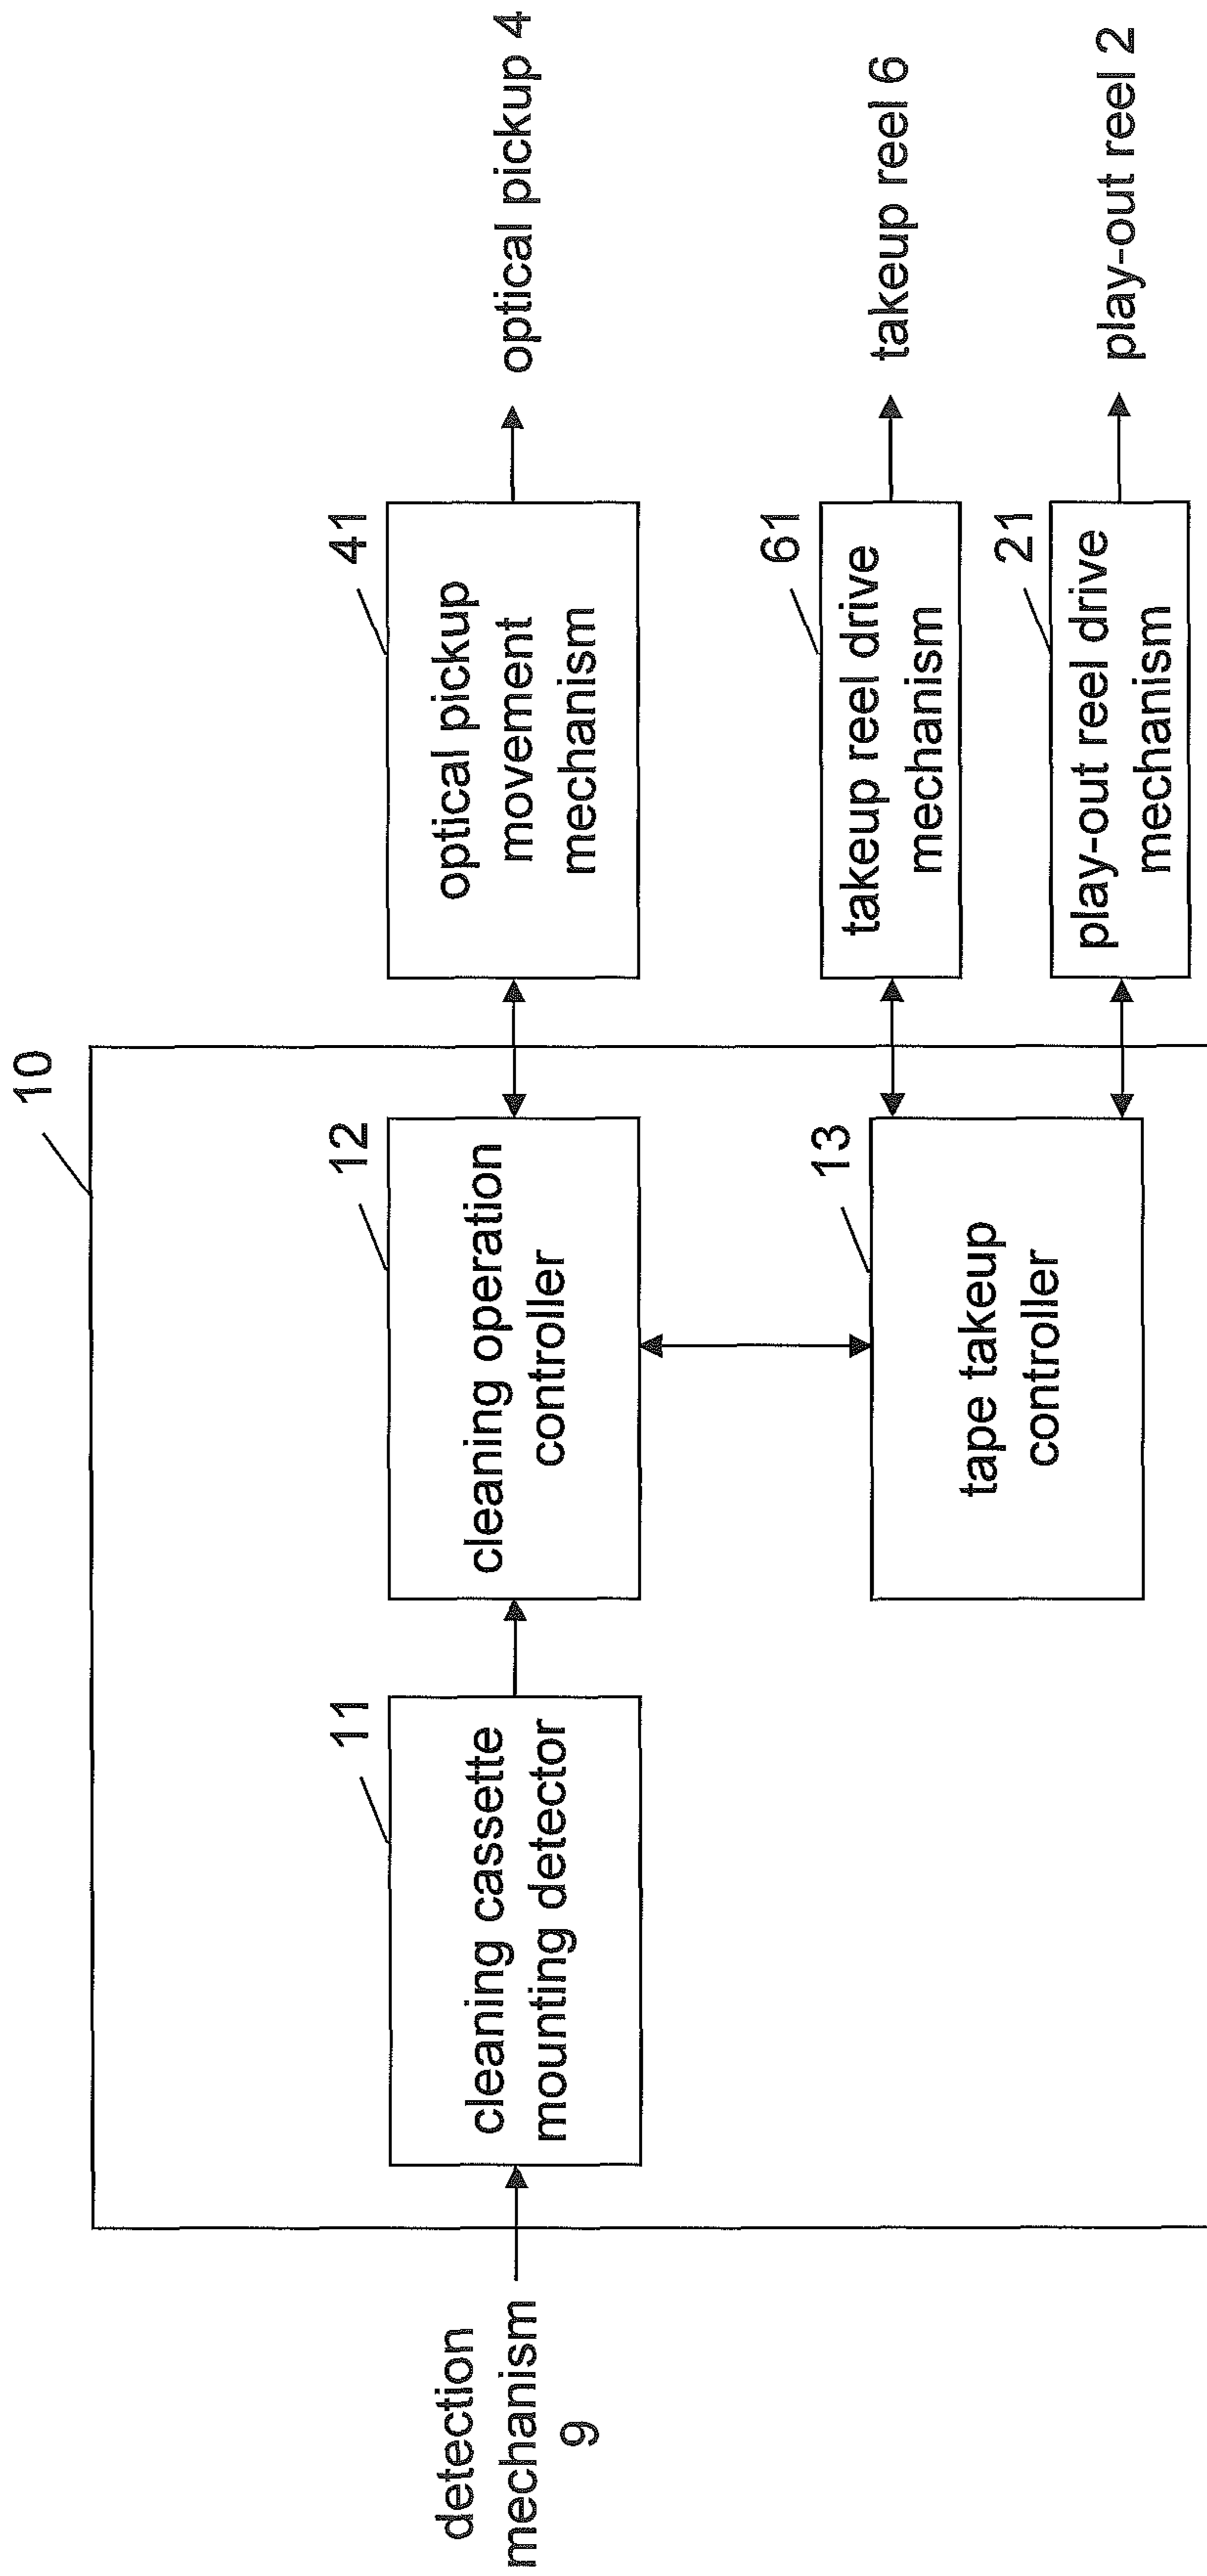 10
detection
mechanism
9
11
cleaning cassette
mounting detector
12
cleaning operation
controller
13
tape takeup
controller
41
optical pickup
movement
mechanism
optical pickup 4
61
takeup reel drive
mechanism
takeup reel 6
21
play-out reel drive
mechanism
play-out reel 2